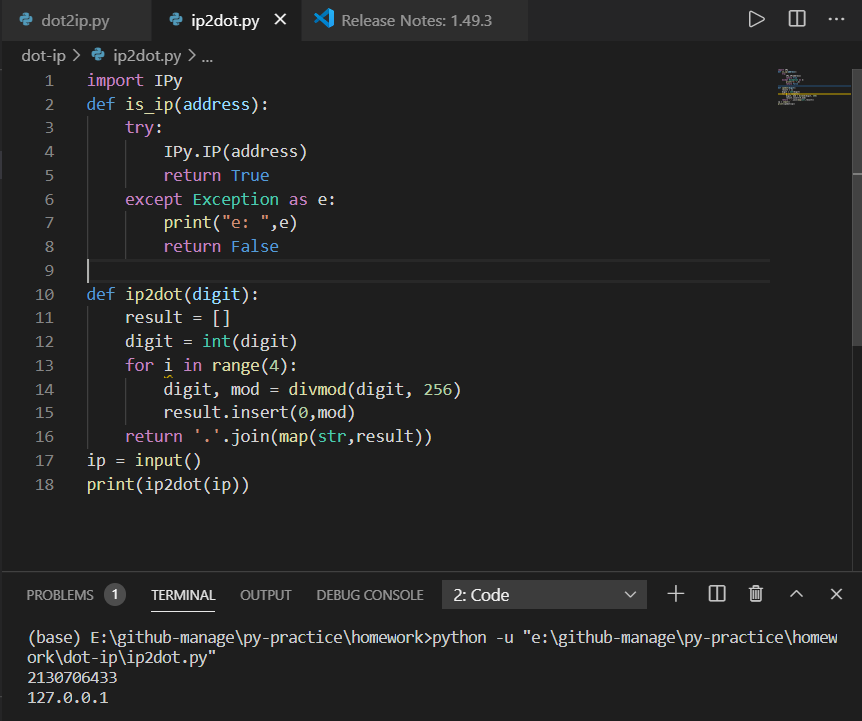 dot2ip.py ip2dot.py Release Notes: 1.49.3
dot-ip > ip2dot.py > ...
1 import IPy
2 def is_ip(address):
3     try:
4         IPy.IP(address)
5         return True
6     except Exception as e:
7         print("e: ",e)
8         return False
9
10 def ip2dot(digit):
11     result = []
12     digit = int(digit)
13     for i in range(4):
14         digit, mod = divmod(digit, 256)
15         result.insert(0,mod)
16     return '.'.join(map(str,result))
17 ip = input()
18 print(ip2dot(ip))
PROBLEMS 1 TERMINAL OUTPUT DEBUG CONSOLE 2: Code
(base) E:\github-manage\py-practice\homework>python -u "e:\github-manage\py-practice\homew
ork\dot-ip\ip2dot.py"
2130706433
127.0.0.1